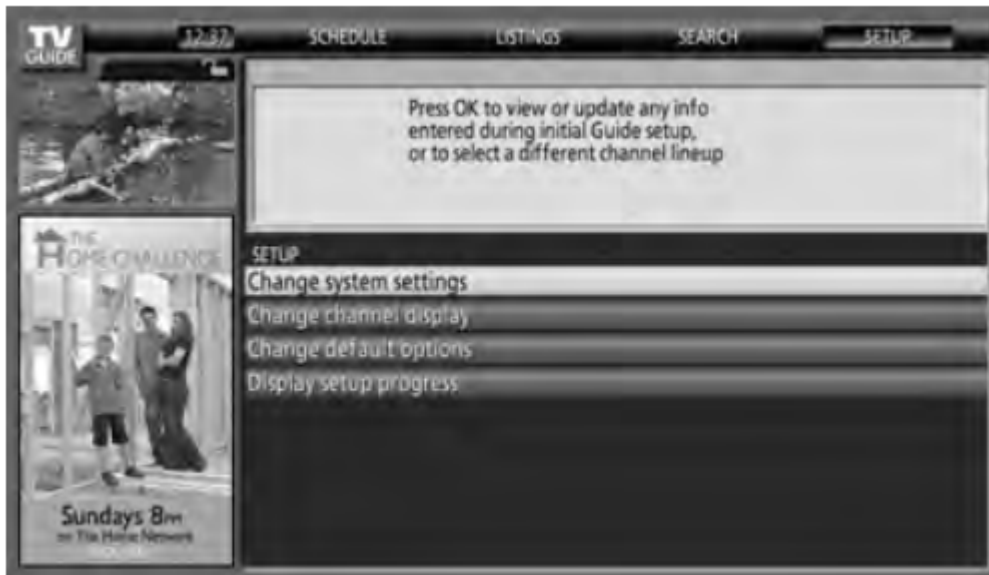 TV
GUIDE
12:37
SCHEDULE
LISTINGS
SEARCH
SETUP
Press OK to view or update any info
entered during initial Guide setup,
or to select a different channel lineup
THE
HOME CHALLENGE
Sundays 8PM
on The Home Network
SETUP
Change system settings
Change channel display
Change default options
Display setup progress